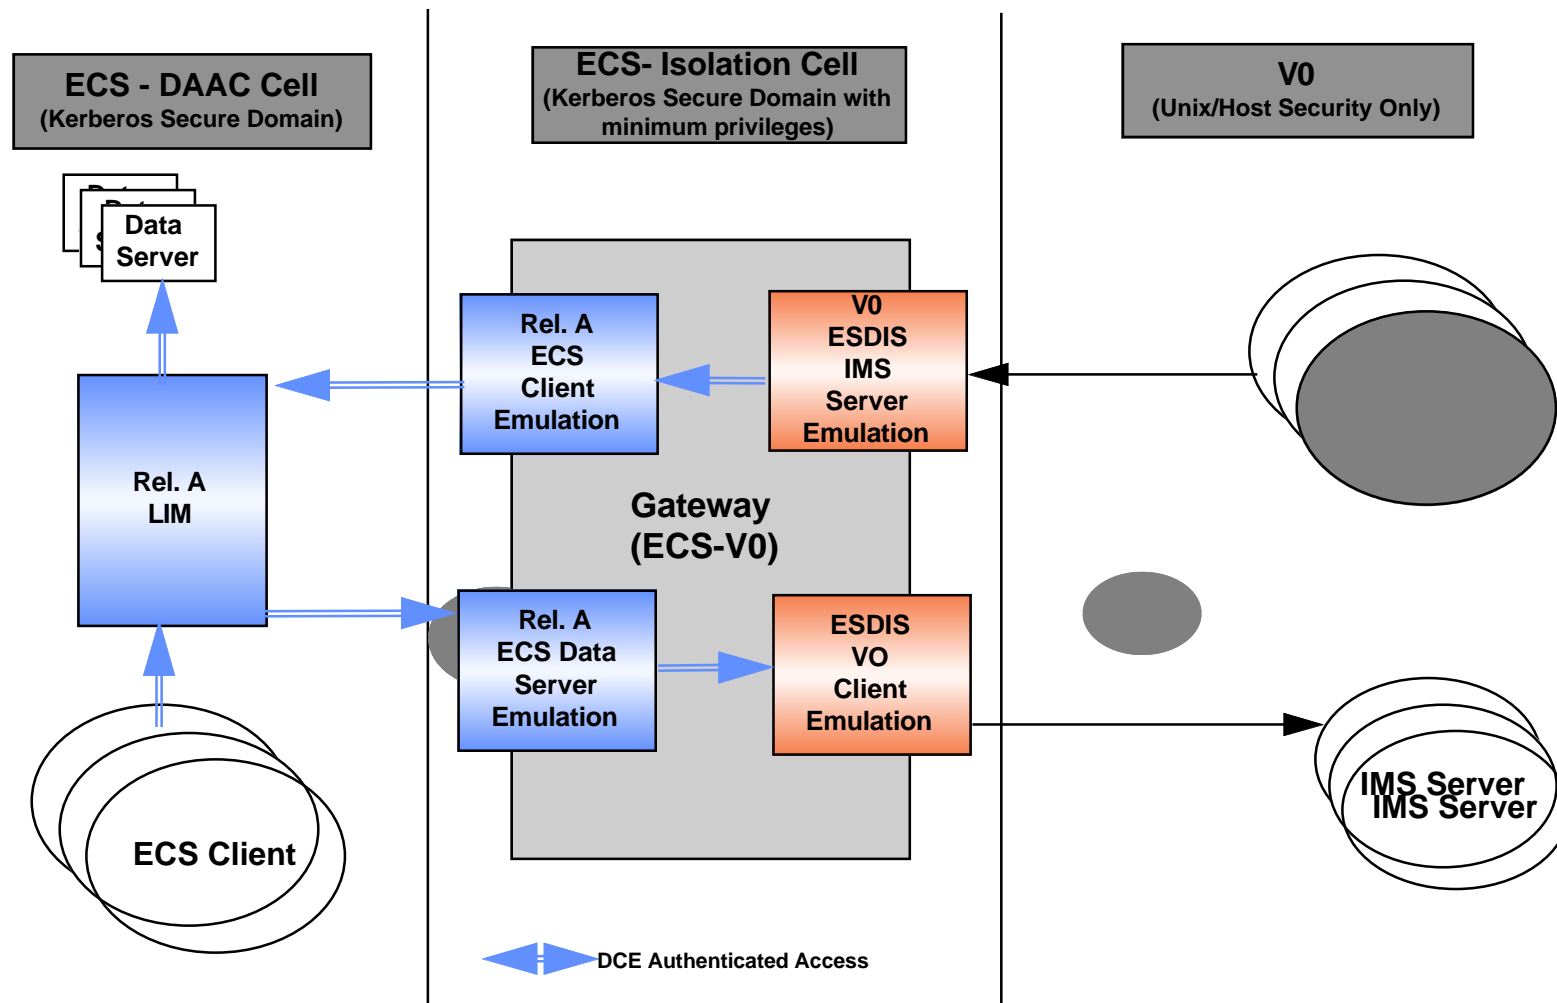 ECS - DAAC Cell
(Kerberos Secure Domain)
ECS- Isolation Cell
(Kerberos Secure Domain with
minimum privileges)
V0
(Unix/Host Security Only)
Data
Server
Rel. A
ECS
Client
Emulation
V0
ESDIS
IMS
Server
Emulation
Rel. A
LIM
Gateway
(ECS-V0)
Rel. A
ECS Data
Server
Emulation
ESDIS
VO
Client
Emulation
IMS Server
IMS Server
ECS Client
DCE Authenticated Access